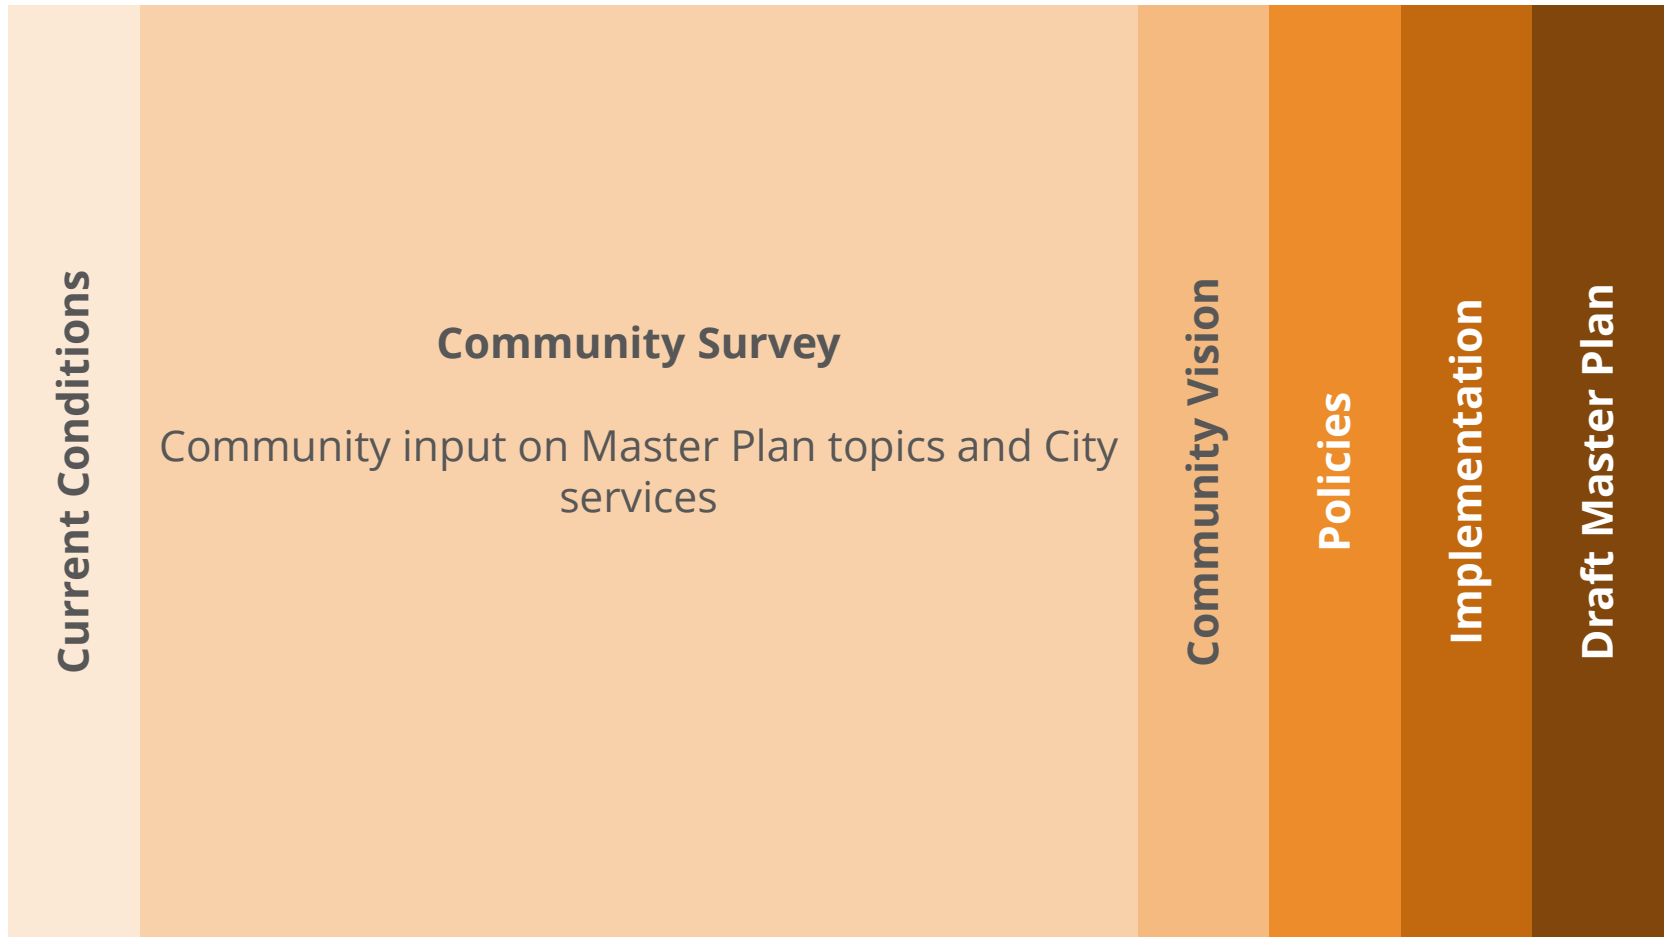 Current Conditions
Community Survey
Community input on Master Plan topics and City
services
Community Vision
Policies
Implementation
Draft Master Plan